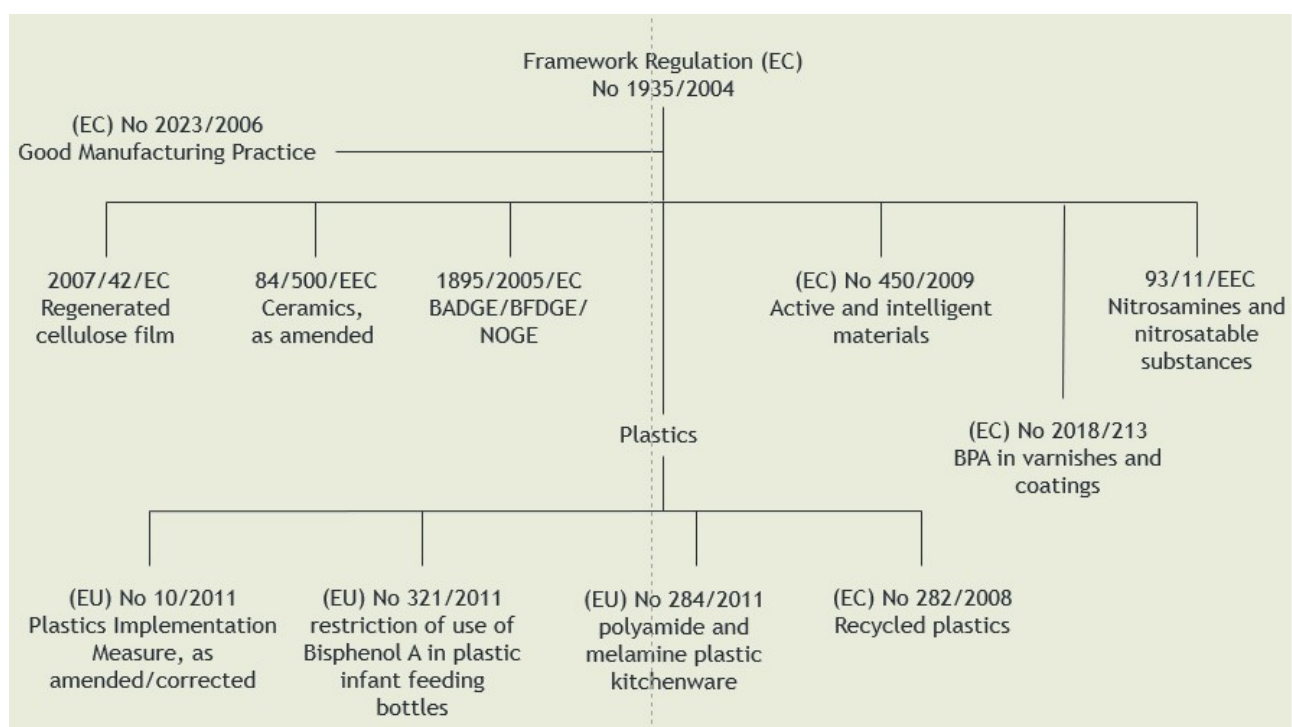 Framework Regulation (EC)
No 1935/2004
(EC) No 2023/2006
Good Manufacturing Practice
2007/42/EC
Regenerated
cellulose film
84/500/EEC
Ceramics,
as amended
1895/2005/EC
BADGE/BFDGE/
NOGE
(EC) No 450/2009
Active and intelligent
materials
93/11/EEC
Nitrosamines and
nitrosatable
substances
(EC) No 2018/213
BPA in varnishes and
coatings
Plastics
(EU) No 10/2011
Plastics Implementation
Measure, as
amended/corrected
(EU) No 321/2011
restriction of use of
Bisphenol A in plastic
infant feeding
bottles
(EU) No 284/2011
polyamide and
melamine plastic
kitchenware
(EC) No 282/2008
Recycled plastics